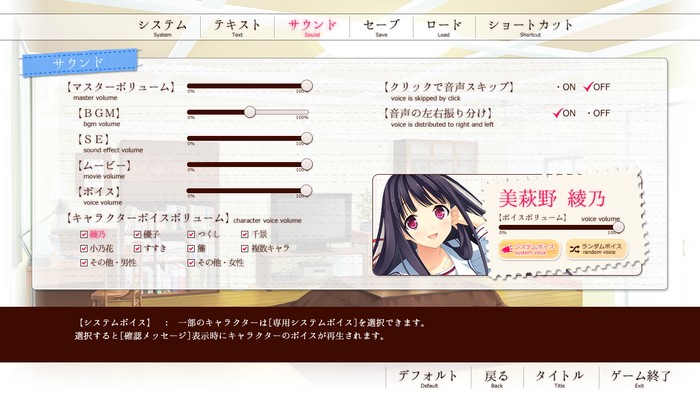 システム テキスト サウンド セーブ ロード ショートカット
System Text Sound Save Load Shortcut
サウンド
【マスターボリューム】
master volume
0% 100%
【BGM】
bgm volume
0% 100%
【SE】
sound effect volume
0% 100%
【ムービー】
movie volume
0% 100%
【ボイス】
voice volume
0% 100%
【キャラクターボイスボリューム】 character voice volume
綾乃 優子 つくし 千景
小乃花 すすき 簾 複数キャラ
その他・男性 その他・女性
【クリックで音声スキップ】 ・ON ・OFF
voice is skipped by click
【音声の左右振り分け】 ・ON ・OFF
voice is distributed to right and left
美萩野 綾乃
【ボイスボリューム】 voice volume
0% 100%
システムボイス ランダムボイス
system voice random voice
【システムボイス】 ： 一部のキャラクターは[専用システムボイス]を選択できます。
選択すると[確認メッセージ]表示時にキャラクターのボイスが再生されます。
デフォルト 戻る タイトル ゲーム終了
Default Back Title Exit